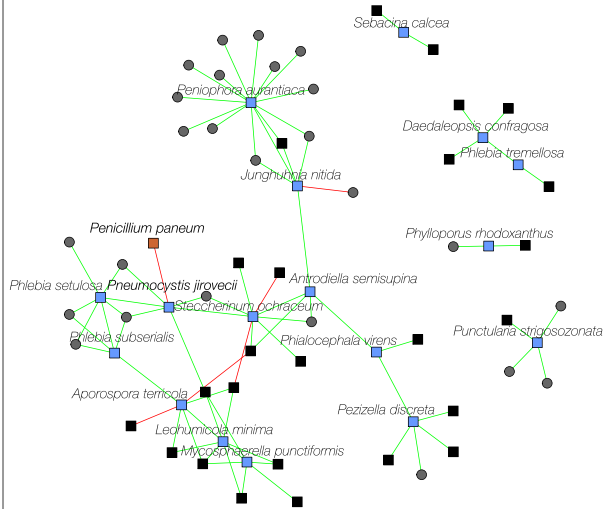 Sebacina calcea
Peniophora aurantiaca
Daedaleopsis confragosa
Phlebia tremellosa
Junghuhnia nitida
Penicillium paneum
Phylloporus rhodoxanthus
Phlebia setulosa
Pneumocystis jirovecii
Antrodiella semisupina
Steccherinum ochraceum
Phlebia subserialis
Phialocephala virens
Punctulana strigosozonata
Aporospora terricola
Pezizella discreta
Leohumicola minima
Mycosphaerella punctiformis